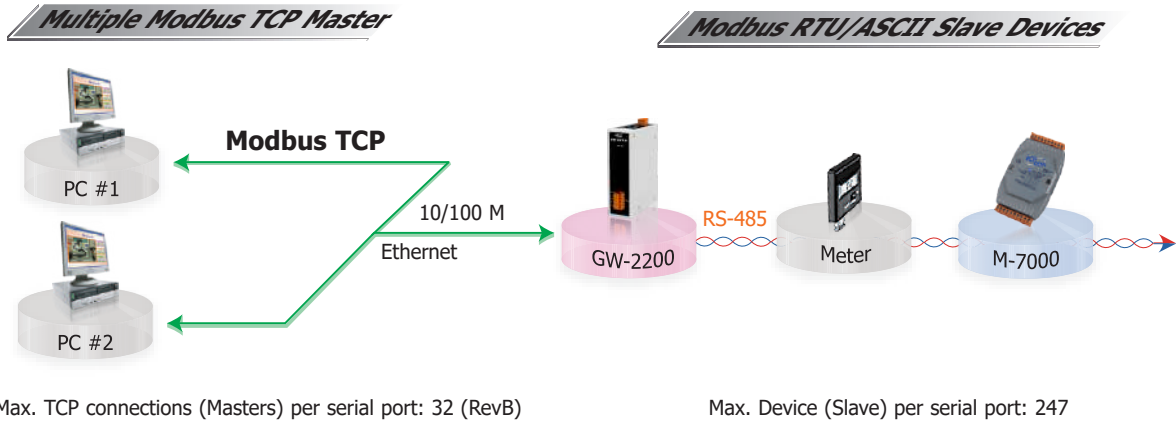 Multiple Modbus TCP Master
Modbus RTU/ASCII Slave Devices
Modbus TCP
PC #1
10/100 M
Ethernet
RS-485
GW-2200
Meter
M-7000
PC #2
Max. TCP connections (Masters) per serial port: 32 (RevB)
Max. Device (Slave) per serial port: 247